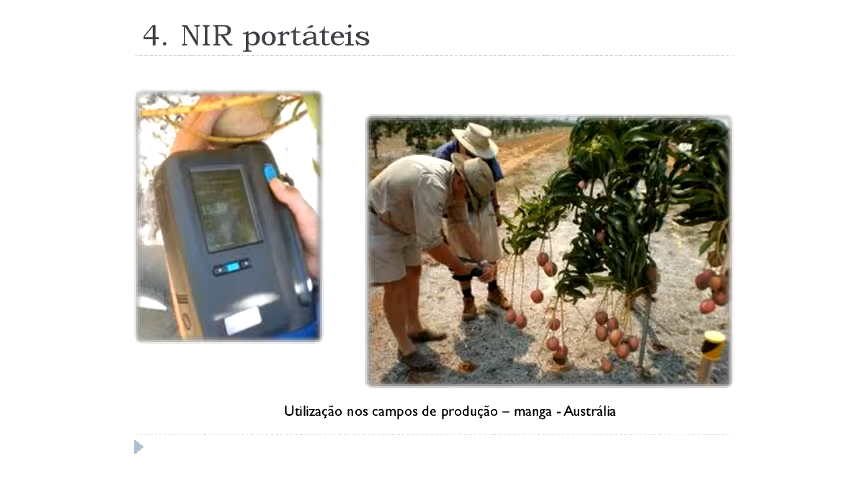 4. NIR portáteis
Utilização nos campos de produção – manga - Austrália